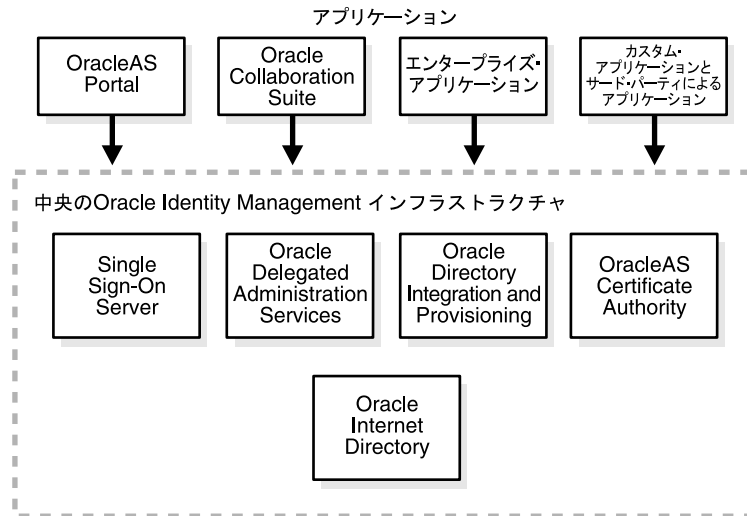 アプリケーション
OracleAS
Portal
Oracle
Collaboration
Suite
エンタープライズ・
アプリケーション
カスタム・
アプリケーションと
サード・パーティによる
アプリケーション
中央のOracle Identity Management インフラストラクチャ
Single
Sign-On
Server
Oracle
Delegated
Administration
Services
Oracle
Directory
Integration and
Provisioning
OracleAS
Certificate
Authority
Oracle
Internet
Directory